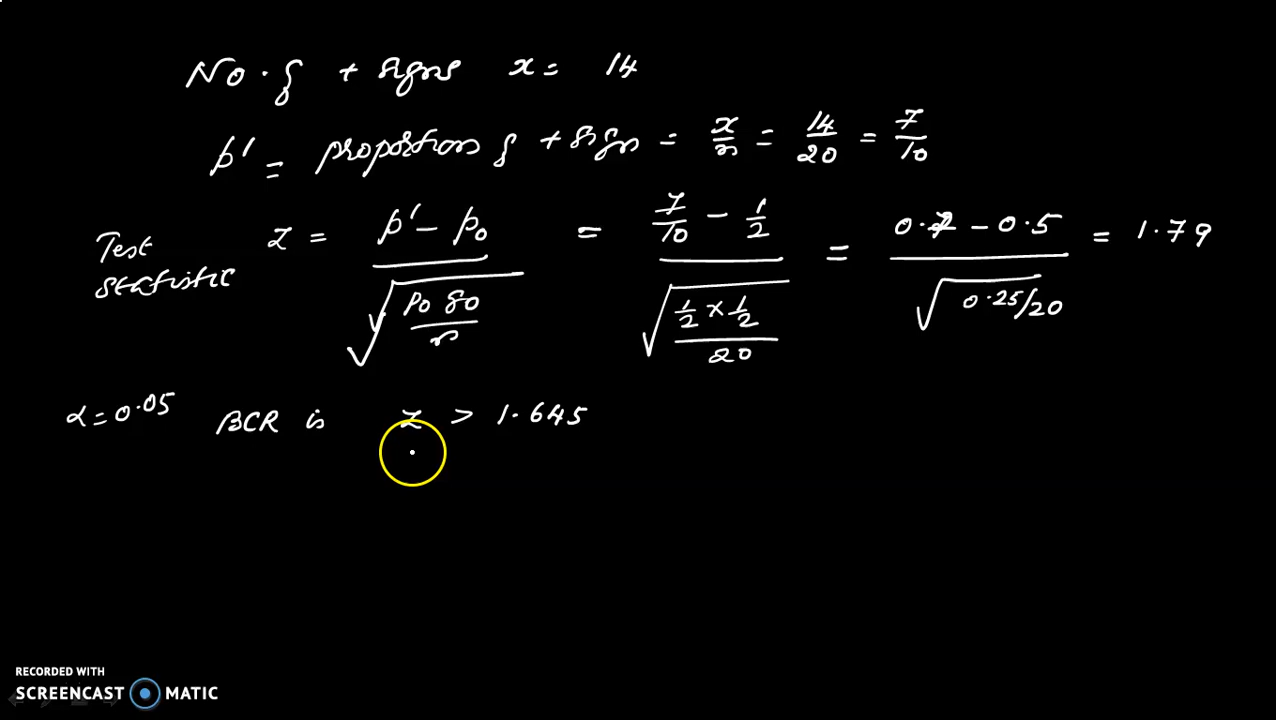 No. of + signs x = 14
p' = proportion of + sign = x/n = 14/20 = 7/10
Test statistic Z = (p' - p0)/√(p0 q0/n) = (7/10 - 1/2)/√((1/2 × 1/2)/20) = (0.7 - 0.5)/√(0.25/20) = 1.79
α = 0.05 BCR is Z > 1.645
RECORDED WITH
SCREENCAST MATIC